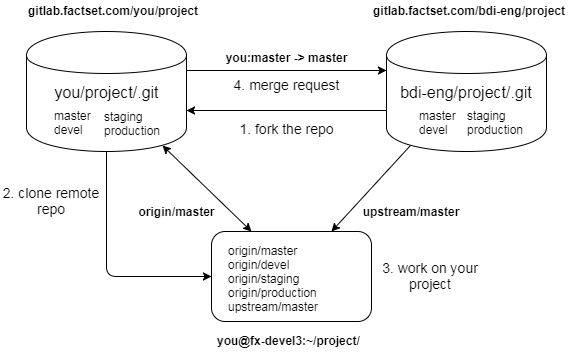 gitlab.factset.com/you/project
gitlab.factset.com/bdi-eng/project
you:master -> master
you/project/.git
bdi-eng/project/.git
4. merge request
master staging
devel production
master staging
devel production
1. fork the repo
2. clone remote
repo
origin/master
upstream/master
origin/master
origin/devel
origin/staging
origin/production
upstream/master
3. work on your
project
you@fx-devel3:~/project/